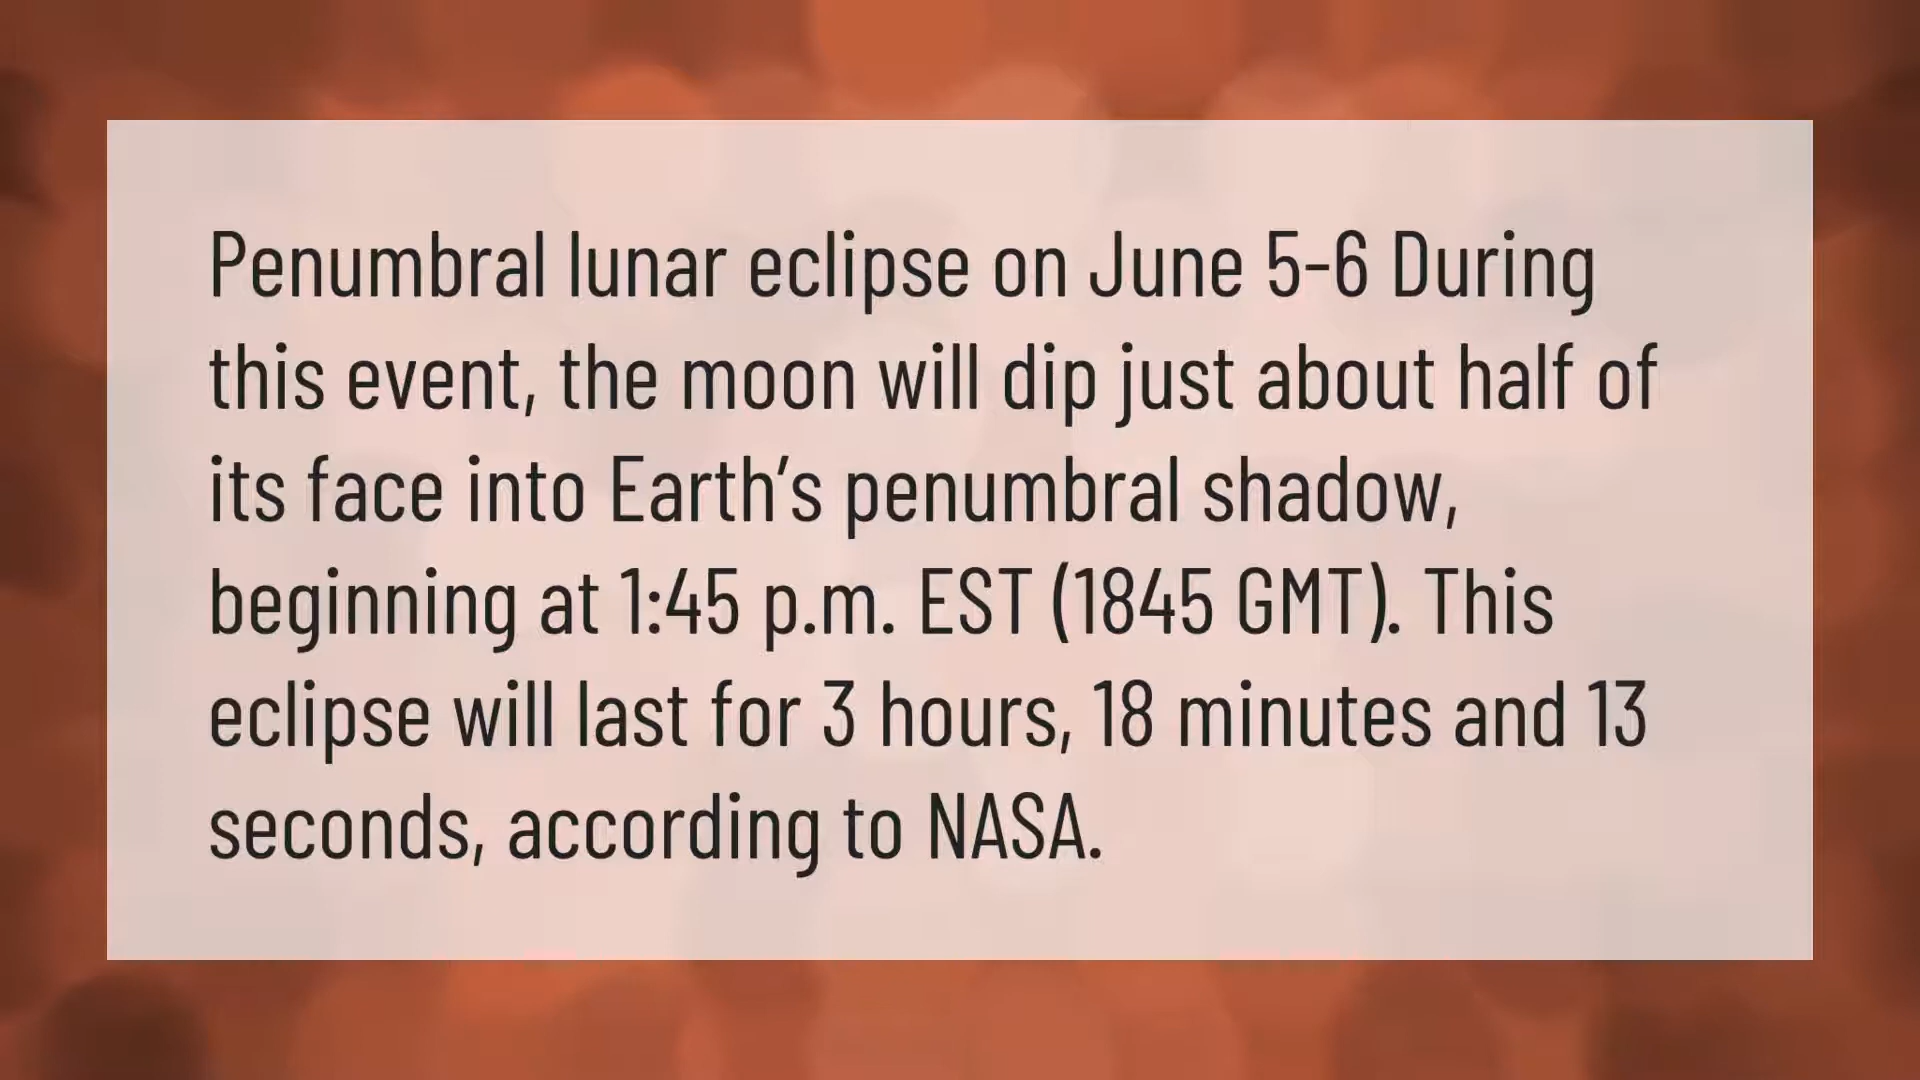 Penumbral lunar eclipse on June 5-6 During
this event, the moon will dip just about half of
its face into Earth’s penumbral shadow,
beginning at 1:45 p.m. EST (1845 GMT). This
eclipse will last for 3 hours, 18 minutes and 13
seconds, according to NASA.